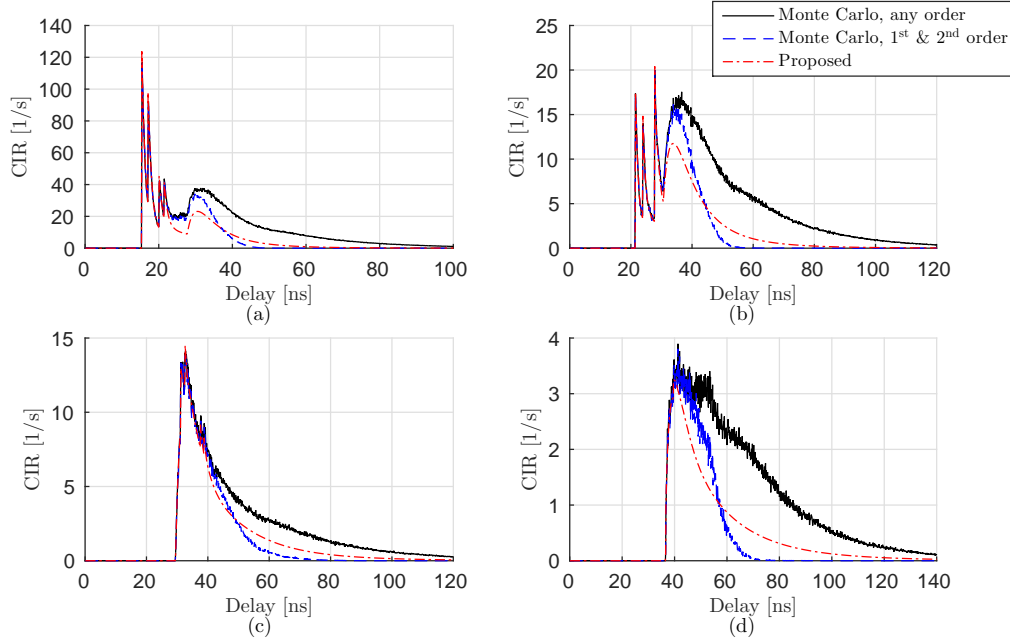 Monte Carlo, any order
Monte Carlo, 1st & 2nd order
Proposed
140
120
100
80
60
40
20
0
CIR [1/s]
0 20 40 60 80 100
Delay [ns]
(a)
25
20
15
10
5
0
CIR [1/s]
0 20 40 60 80 100 120
Delay [ns]
(b)
15
10
5
0
CIR [1/s]
0 20 40 60 80 100 120
Delay [ns]
(c)
4
3
2
1
0
CIR [1/s]
0 20 40 60 80 100 120 140
Delay [ns]
(d)